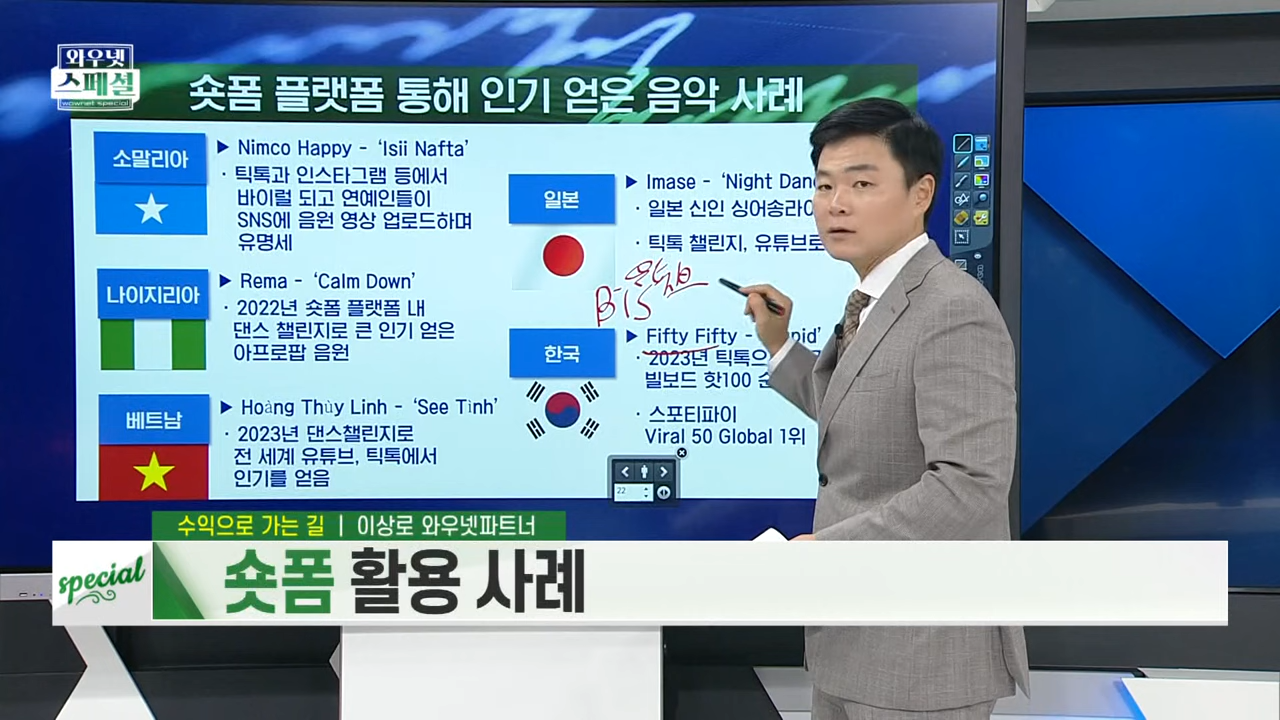 와우넷
스페셜
wownet special
숏폼 플랫폼 통해 인기 얻은 음악 사례
소말리아
▶ Nimco Happy - ‘Isii Nafta’
· 틱톡과 인스타그램 등에서
바이럴 되고 연예인들이
SNS에 음원 영상 업로드하며
유명세
나이지리아
▶ Rema - ‘Calm Down’
· 2022년 숏폼 플랫폼 내
댄스 챌린지로 큰 인기 얻은
아프로팝 음원
베트남
▶ Hoàng Thùy Linh - ‘See Tình’
· 2023년 댄스챌린지로
전 세계 유튜브, 틱톡에서
인기를 얻음
일본
▶ Imase - ‘Night Dan
· 일본 신인 싱어송라이
· 틱톡 챌린지, 유튜브로
BTS
한국
▶ Fifty Fifty - pid’
· 2023년 틱톡으
빌보드 핫100 순
· 스포티파이
Viral 50 Global 1위
22
수익으로 가는 길 | 이상로 와우넷파트너
special
숏폼 활용 사례